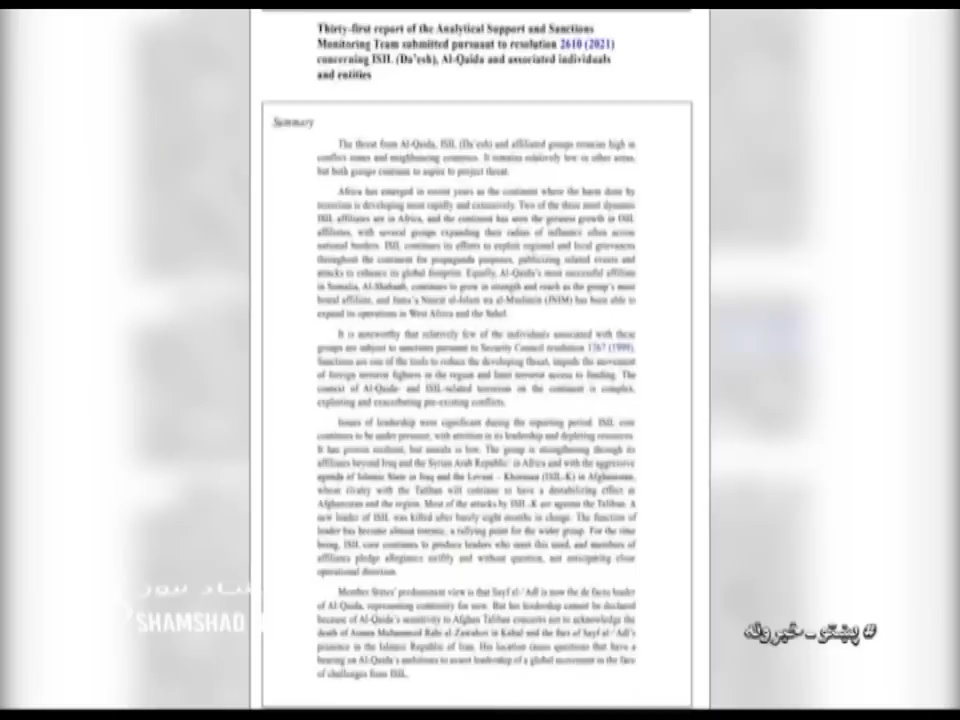 Thirty-first report of the Analytical Support and Sanctions
Monitoring Team submitted pursuant to resolution 2610 (2021)
concerning ISIL (Da'esh), Al-Qaida and associated individuals
and entities
Summary
The threat from Al-Qaida, ISIL (Da'esh) and affiliated groups remains high in
conflict zones and neighbouring countries. It remains relatively low in other areas,
but both groups continue to aspire to project threat.
Africa has emerged in recent years as the continent where the harm done by
terrorism is developing most rapidly and extensively. Two of the three most dynamic
ISIL affiliates are in Africa, and the continent has seen the greatest growth in ISIL
affiliates, with several groups expanding their radius of influence often across
national borders. ISIL continues its efforts to exploit regional and local grievances
throughout the continent for propaganda purposes, publicizing related events and
attacks to enhance its global footprint. Equally, Al-Qaida's most successful affiliate
in Somalia, Al-Shabaab, continues to grow in strength and reach as the group's most
brutal affiliate, and Jama'a Nusrat ul-Islam wa al-Muslimin (JNIM) has been able to
expand its operations in West Africa and the Sahel.
It is noteworthy that relatively few of the individuals associated with these
groups are subject to sanctions pursuant to Security Council resolution 1267 (1999).
Sanctions are one of the tools to reduce the developing threat, impede the movement
of foreign terrorist fighters in the region and limit terrorist access to funding. The
context of Al-Qaida- and ISIL-related terrorism on the continent is complex,
exploiting and exacerbating pre-existing conflicts.
Issues of leadership were significant during the reporting period. ISIL core
continues to be under pressure, with attrition in its leadership and depleting resources.
It has proven resilient, but morale is low. The group is strengthening through its
affiliates beyond Iraq and the Syrian Arab Republic in Africa and with the aggressive
agenda of Islamic State in Iraq and the Levant – Khorasan (ISIL-K) in Afghanistan,
whose rivalry with the Taliban will continue to have a destabilizing effect in
Afghanistan and the region. Most of the attacks by ISIL-K are against the Taliban. A
new leader of ISIL was killed after barely eight months in charge. The function of
leader has become almost totemic, a rallying point for the wider group. For the time
being, ISIL core continues to produce leaders who meet this need, and members of
affiliates pledge allegiance swiftly and without question, not anticipating close
operational direction.
Member States' predominant view is that Sayf al-'Adl is now the de facto leader
of Al-Qaida, representing continuity for now. But his leadership cannot be declared
because of Al-Qaida's sensitivity to Afghan Taliban concerns not to acknowledge the
death of Aiman Muhammed Rabi al-Zawahiri in Kabul and the fact of Sayf al-'Adl's
presence in the Islamic Republic of Iran. His location raises questions that have a
bearing on Al-Qaida's ambitions to assert leadership of a global movement in the face
of challenges from ISIL.
SHAMSHAD
# پښتو_خبرونه